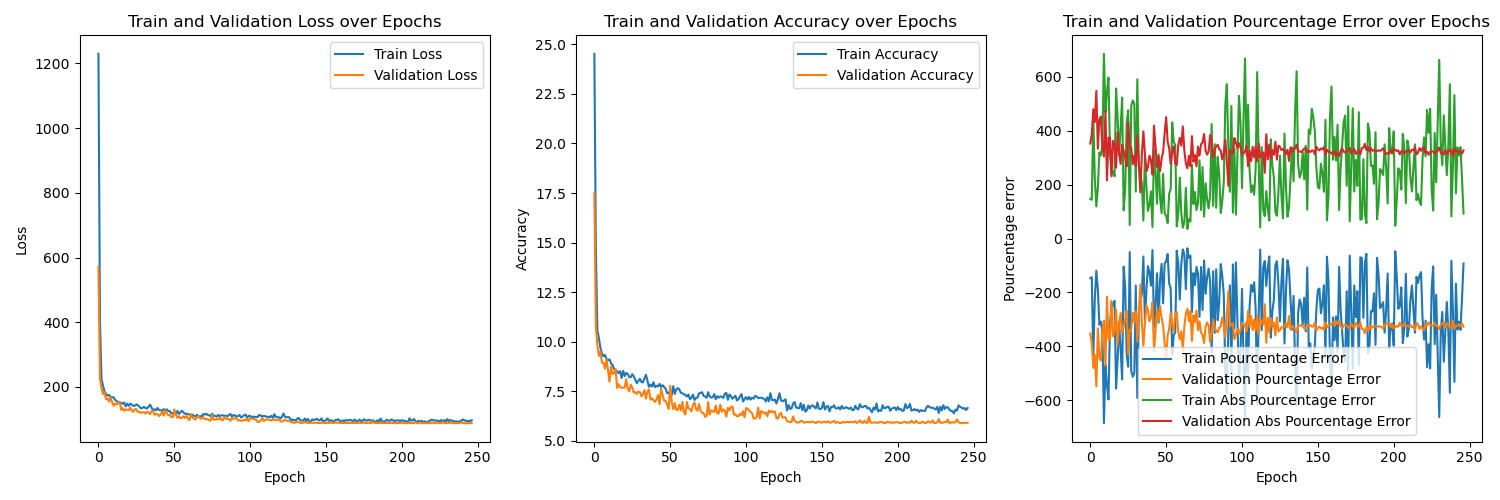 Train and Validation Loss over Epochs
Train Loss
Validation Loss
Loss
1200
1000
800
600
400
200
0 50 100 150 200 250
Epoch
Train and Validation Accuracy over Epochs
Train Accuracy
Validation Accuracy
Accuracy
25.0
22.5
20.0
17.5
15.0
12.5
10.0
7.5
5.0
0 50 100 150 200 250
Epoch
Train and Validation Pourcentage Error over Epochs
Pourcentage error
600
400
200
0
−200
−400
−600
Train Pourcentage Error
Validation Pourcentage Error
Train Abs Pourcentage Error
Validation Abs Pourcentage Error
0 50 100 150 200 250
Epoch